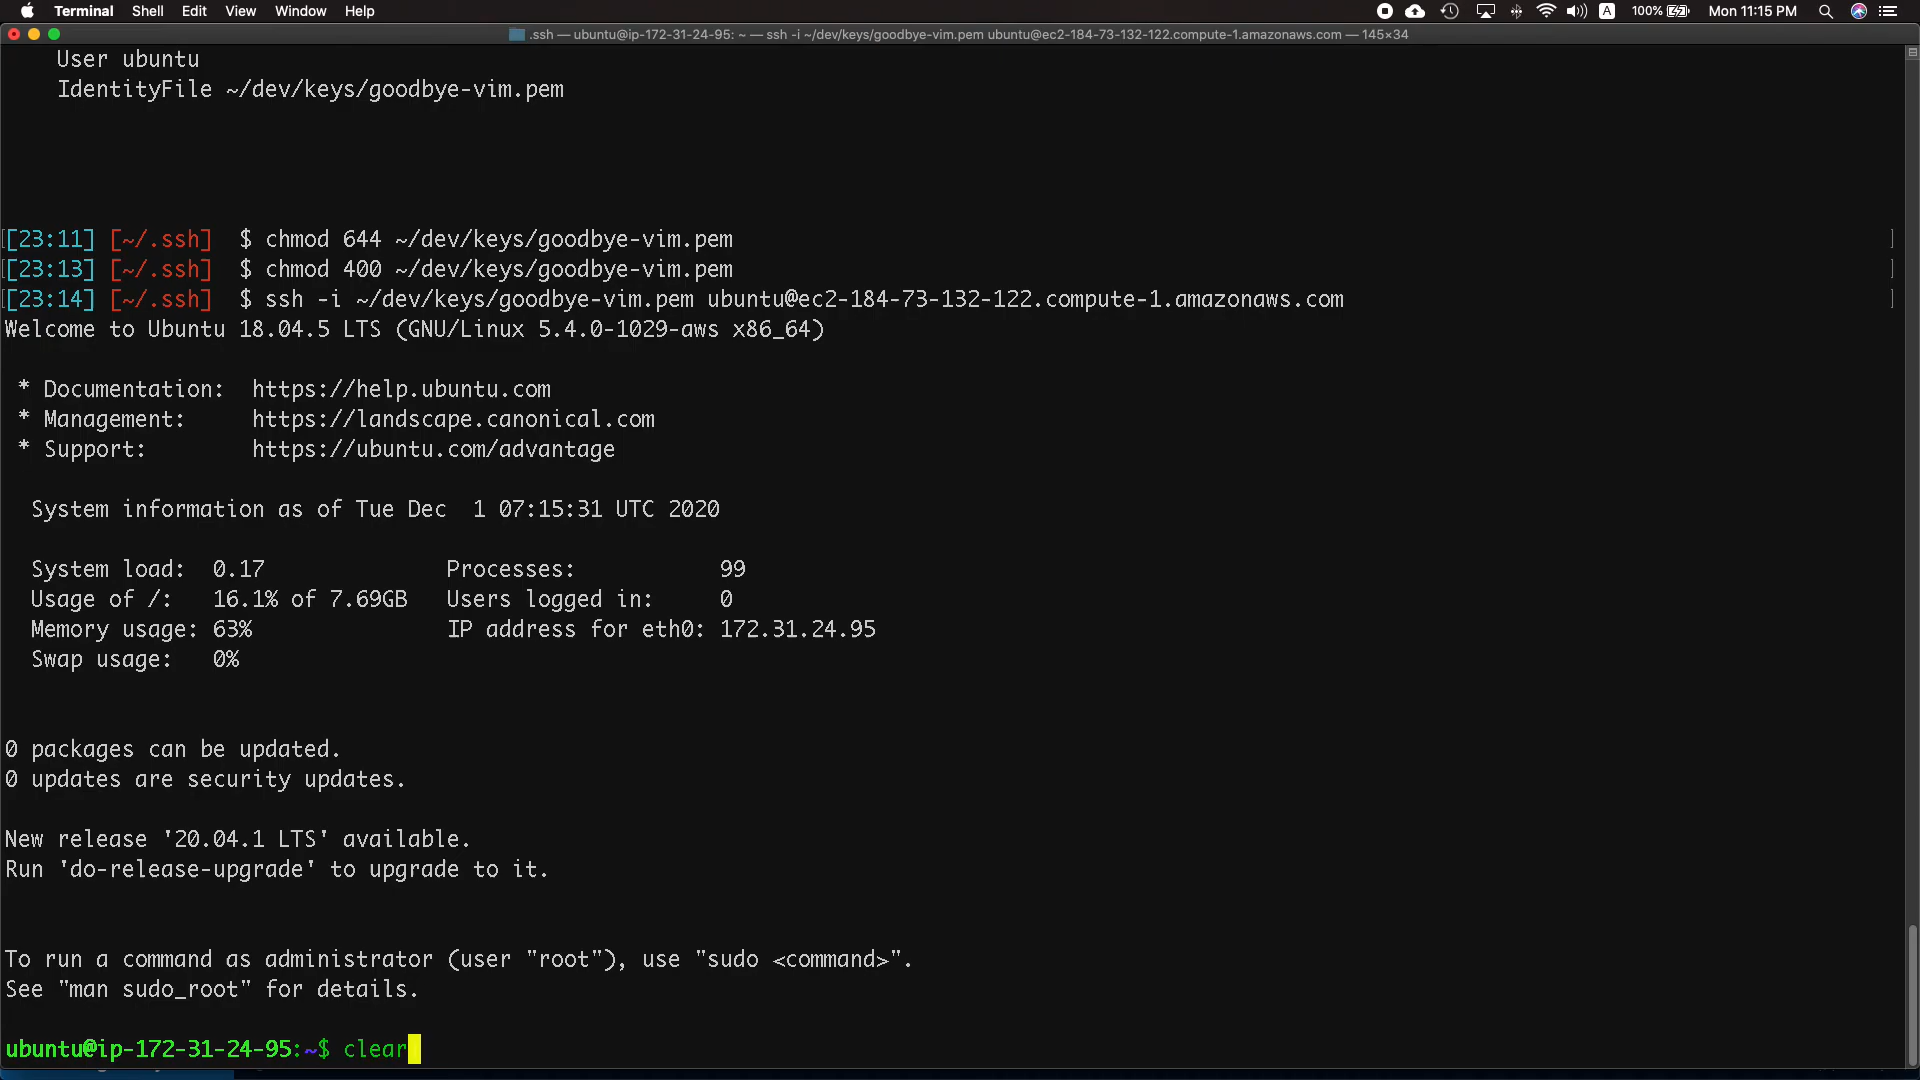 Terminal Shell Edit View Window Help A 100% Mon 11:15 PM
.ssh — ubuntu@ip-172-31-24-95: ~ — ssh -i ~/dev/keys/goodbye-vim.pem ubuntu@ec2-184-73-132-122.compute-1.amazonaws.com — 145×34
User ubuntu
IdentityFile ~/dev/keys/goodbye-vim.pem
[[23:11] [~/.ssh] $ chmod 644 ~/dev/keys/goodbye-vim.pem ]
[[23:13] [~/.ssh] $ chmod 400 ~/dev/keys/goodbye-vim.pem ]
[[23:14] [~/.ssh] $ ssh -i ~/dev/keys/goodbye-vim.pem ubuntu@ec2-184-73-132-122.compute-1.amazonaws.com ]
Welcome to Ubuntu 18.04.5 LTS (GNU/Linux 5.4.0-1029-aws x86_64)
* Documentation: https://help.ubuntu.com
* Management: https://landscape.canonical.com
* Support: https://ubuntu.com/advantage
System information as of Tue Dec 1 07:15:31 UTC 2020
System load: 0.17 Processes: 99
Usage of /: 16.1% of 7.69GB Users logged in: 0
Memory usage: 63% IP address for eth0: 172.31.24.95
Swap usage: 0%
0 packages can be updated.
0 updates are security updates.
New release '20.04.1 LTS' available.
Run 'do-release-upgrade' to upgrade to it.
To run a command as administrator (user "root"), use "sudo <command>".
See "man sudo_root" for details.
ubuntu@ip-172-31-24-95:~$ clear